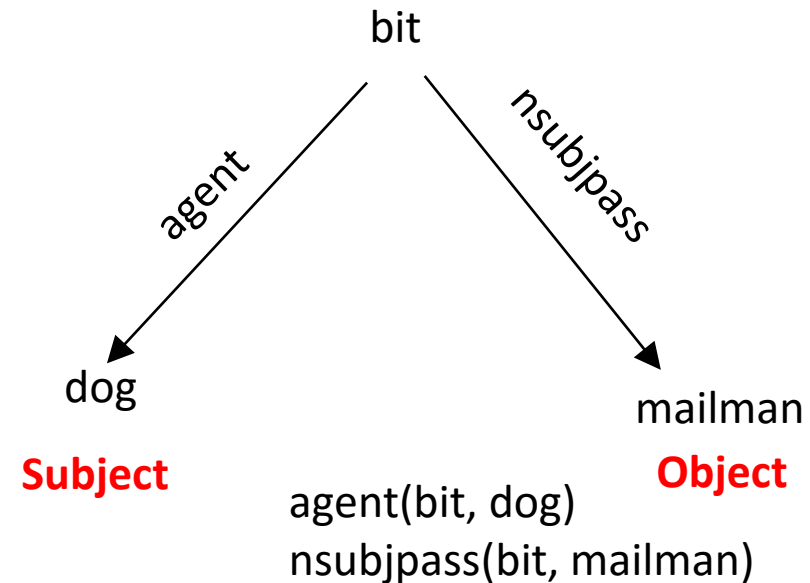 bit
agent
nsubjpass
dog
mailman
Subject
Object
agent(bit, dog)
nsubjpass(bit, mailman)